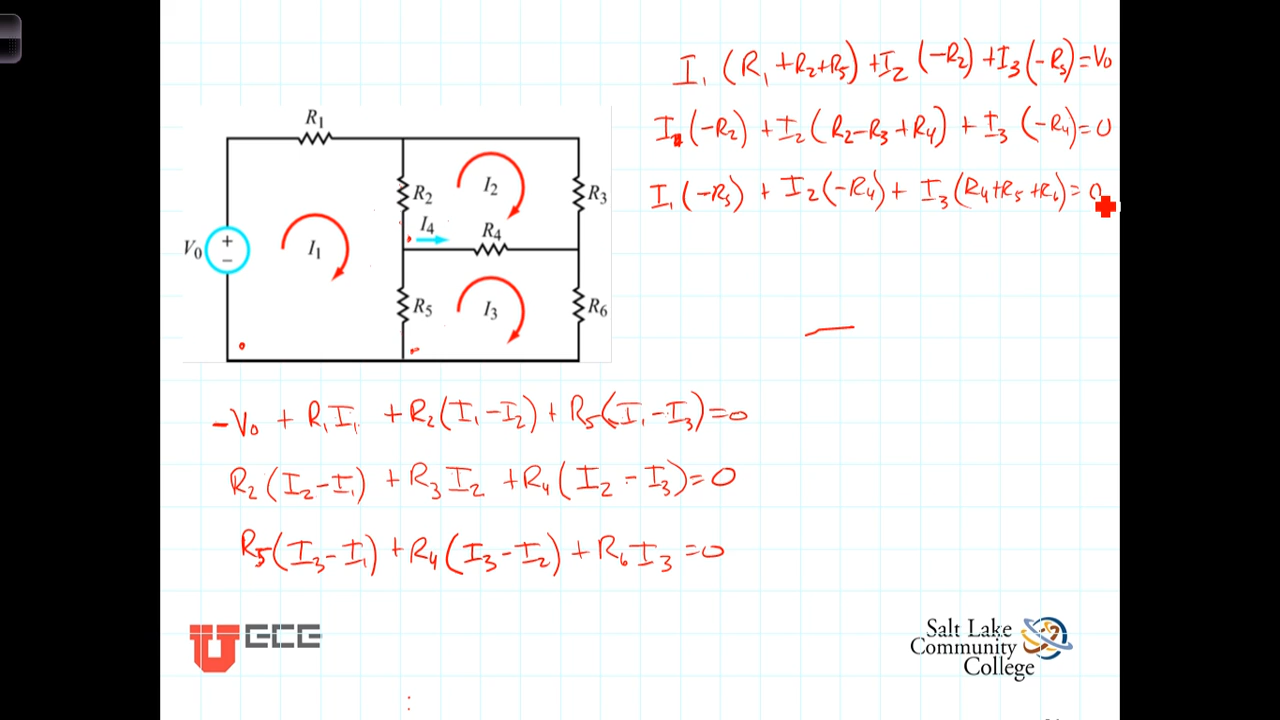 I₁ (R₁ +R₂+R₅) +I₂ (-R₂) +I₃(-R₅)=V₀
I₁(-R₂) +I₂(R₂-R₃+R₄) + I₃ (-R₄)=0
I₁(-R₅) + I₂(-R₄) + I₃(R₄+R₅+R₆)=0
R₁
R₂
I₂
R₃
I₄
R₄
V₀
+
−
I₁
R₅
I₃
R₆
-V₀ + R₁I₁ +R₂(I₁-I₂) + R₅(I₁-I₃)=0
R₂(I₂-I₁) +R₃I₂ +R₄(I₂-I₃)=0
R₅(I₃-I₁) +R₄(I₃-I₂) +R₆I₃=0
U ECE
Salt Lake
Community
College